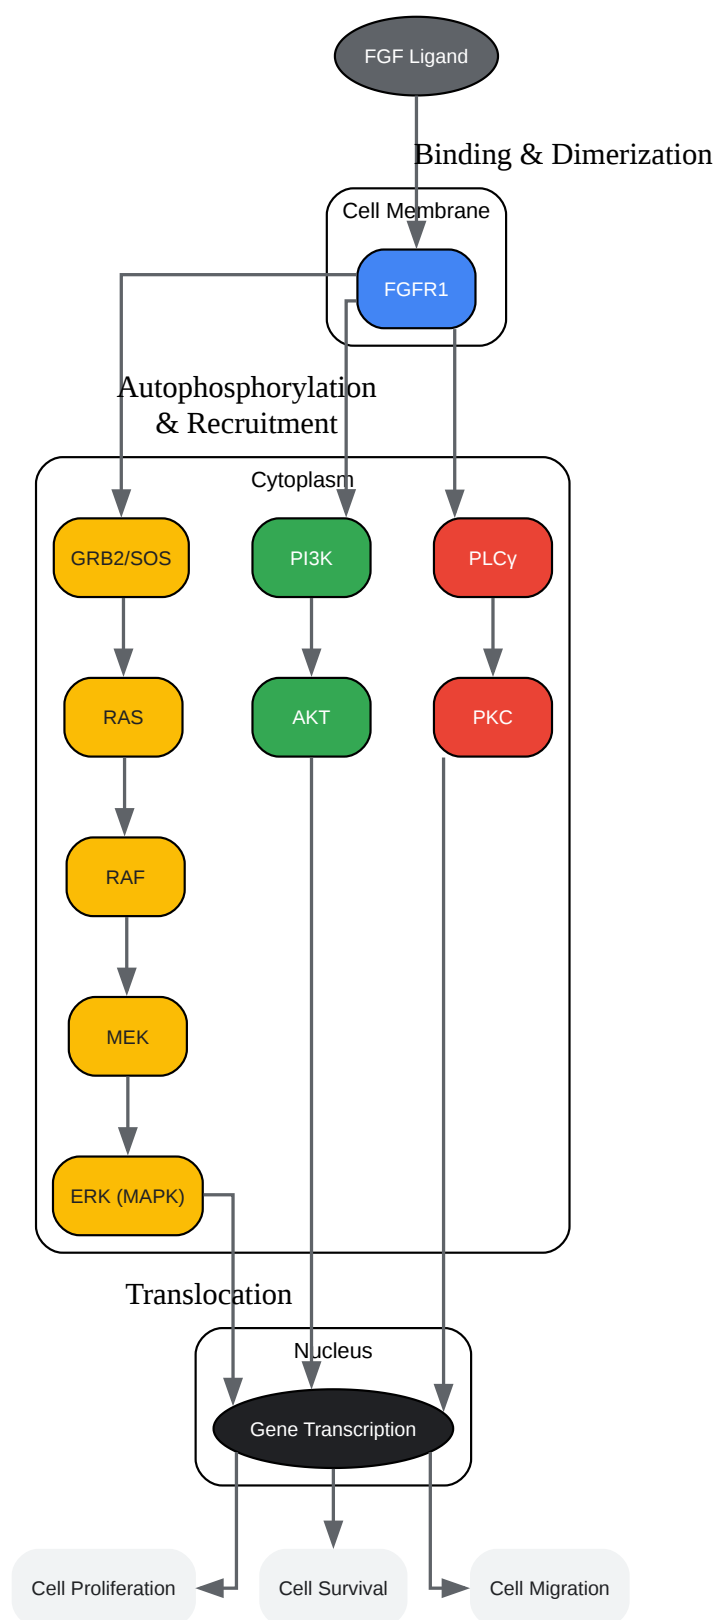 FGF Ligand
Binding & Dimerization
Cell Membrane
FGFR1
Autophosphorylation
& Recruitment
Cytoplasm
GRB2/SOS
PI3K
PLCγ
RAS
AKT
PKC
RAF
MEK
ERK (MAPK)
Translocation
Nucleus
Gene Transcription
Cell Proliferation
Cell Survival
Cell Migration